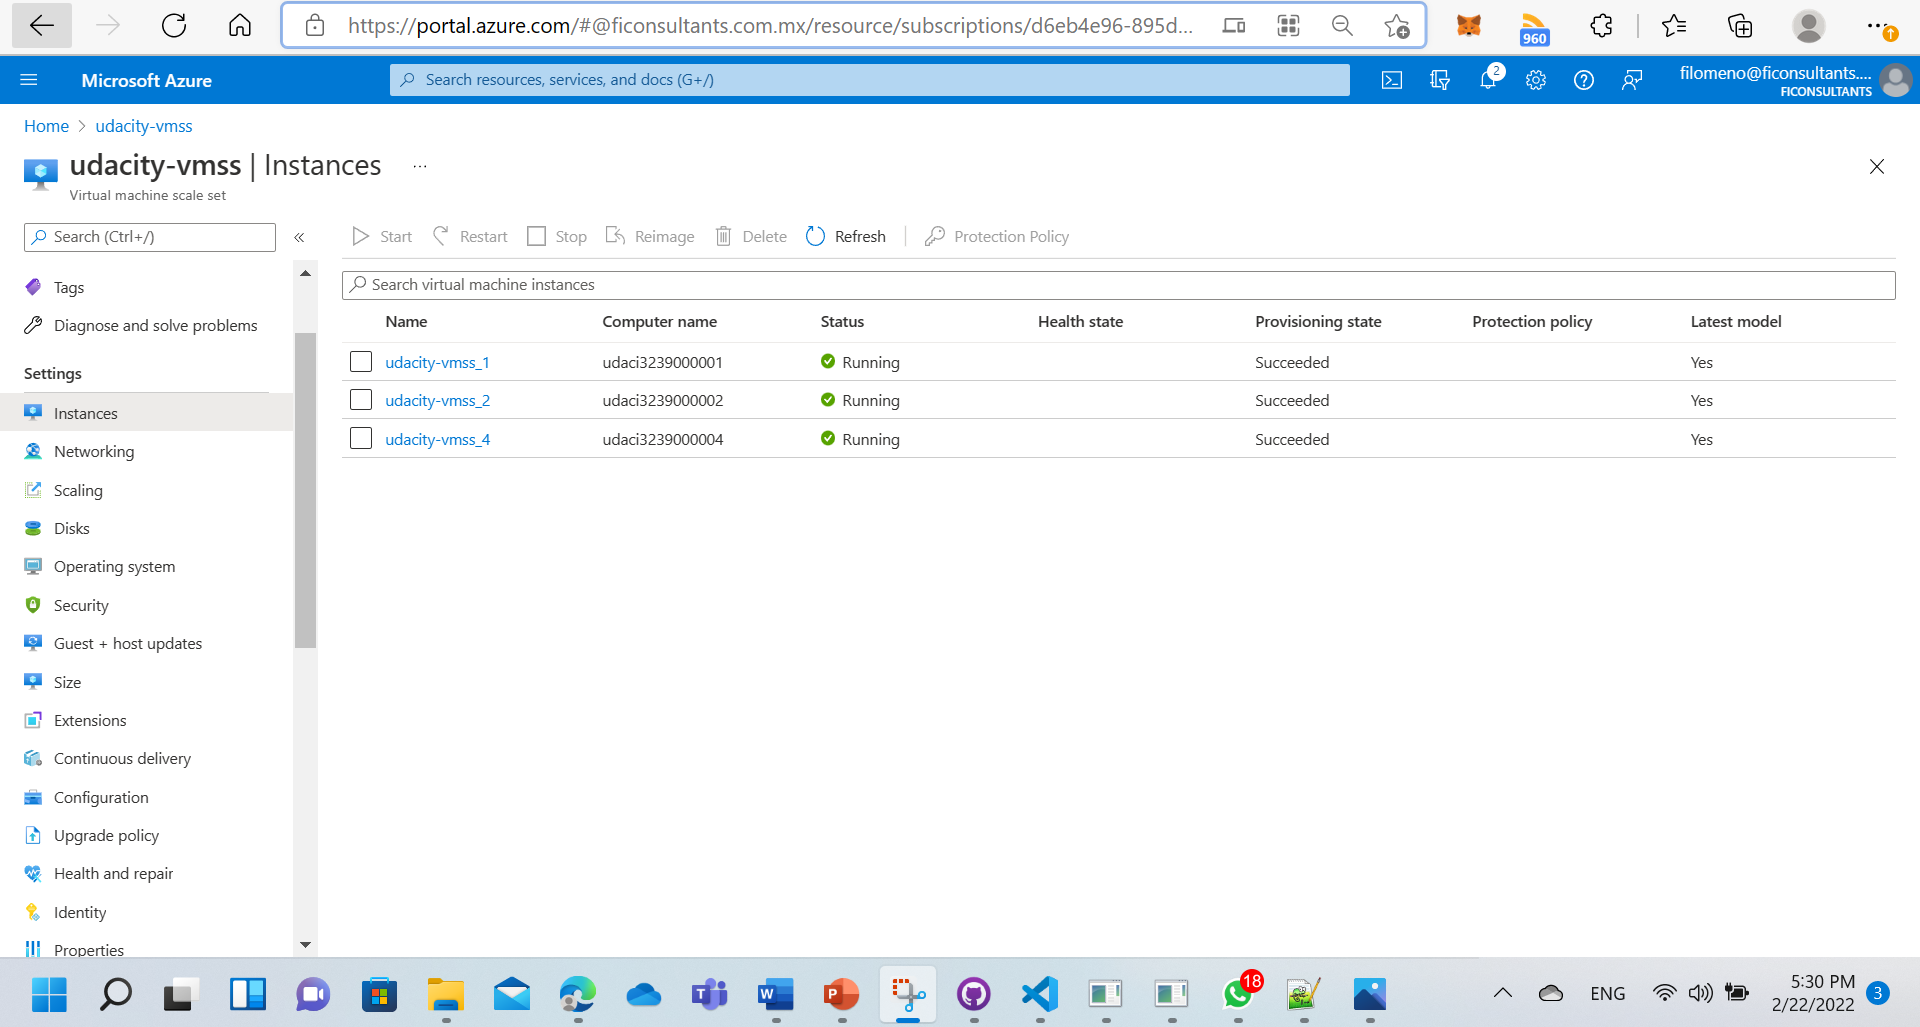 https://portal.azure.com/#@ficonsultants.com.mx/resource/subscriptions/d6eb4e96-895d...
960
Microsoft Azure
Search resources, services, and docs (G+/)
2
filomeno@ficonsultants....
FICONSULTANTS
Home > udacity-vmss
udacity-vmss | Instances ...
Virtual machine scale set
Search (Ctrl+/)
«
Start Restart Stop Reimage Delete Refresh | Protection Policy
Search virtual machine instances
Name Computer name Status Health state Provisioning state Protection policy Latest model
udacity-vmss_1 udaci3239000001 Running Succeeded Yes
udacity-vmss_2 udaci3239000002 Running Succeeded Yes
udacity-vmss_4 udaci3239000004 Running Succeeded Yes
Tags
Diagnose and solve problems
Settings
Instances
Networking
Scaling
Disks
Operating system
Security
Guest + host updates
Size
Extensions
Continuous delivery
Configuration
Upgrade policy
Health and repair
Identity
Properties
18
ENG
5:30 PM
2/22/2022
3